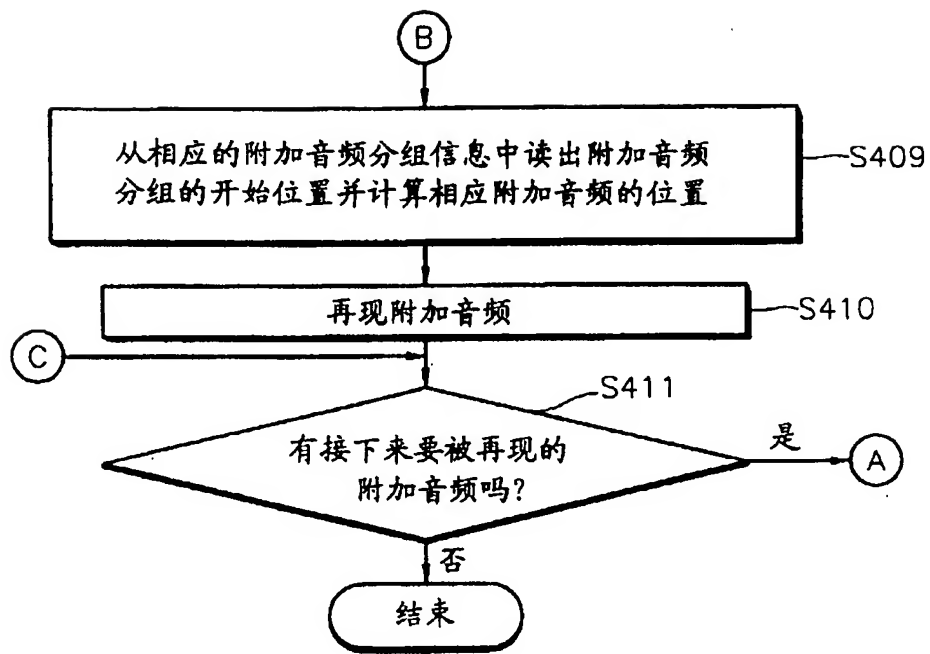 B
从相应的附加音频分组信息中读出附加音频
分组的开始位置并计算相应附加音频的位置
S409
再现附加音频
S410
C
S411
有接下来要被再现的
附加音频吗?
是
A
否
结束